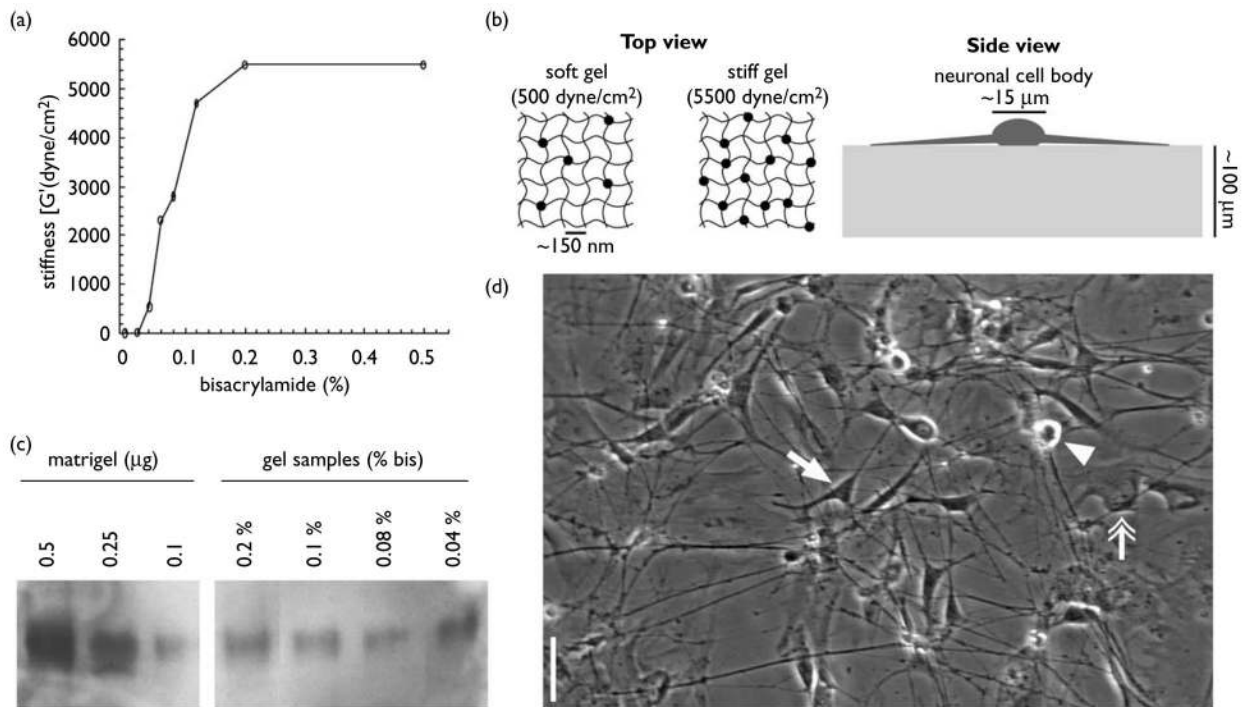 (a)
6000
5000
4000
3000
2000
1000
0
stiffness [G'(dyne/cm²)
0 0.1 0.2 0.3 0.4 0.5
bisacrylamide (%)
(b)
Top view
soft gel
(500 dyne/cm²)
stiff gel
(5500 dyne/cm²)
~150 nm
Side view
neuronal cell body
~15 μm
~100 μm
(c)
matrigel (μg)
gel samples (% bis)
0.5 0.25 0.1 0.2 % 0.1 % 0.08 % 0.04 %
(d)